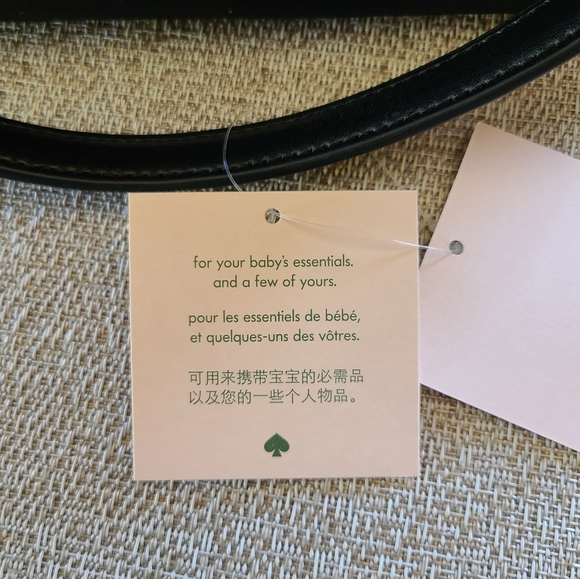 for your baby's essentials.
and a few of yours.
pour les essentiels de bébé,
et quelques-uns des vôtres.
可用来携带宝宝的必需品
以及您的一些个人物品。